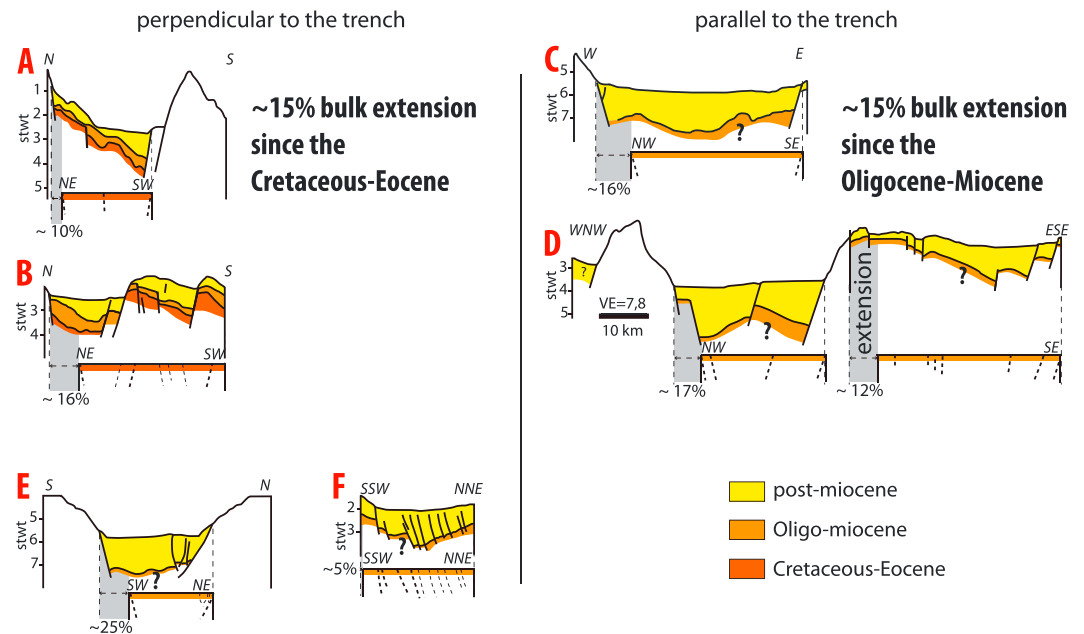 perpendicular to the trench
parallel to the trench
A
N
S
1
2
3
4
5
stwt
NE
SW
~ 10%
~15% bulk extension
since the
Cretaceous-Eocene
B
N
S
3
4
stwt
NE
SW
~ 16%
C
W
E
5
6
7
stwt
?
NW
SE
~16%
~15% bulk extension
since the
Oligocene-Miocene
D
WNW
ESE
3
4
5
stwt
?
VE=7,8
10 km
?
NW
~ 17%
extension
?
SE
~ 12%
E
S
N
5
6
7
stwt
?
SW
NE
~25%
F
SSW
NNE
2
3
stwt
?
SSW
NNE
~5%
post-miocene
Oligo-miocene
Cretaceous-Eocene